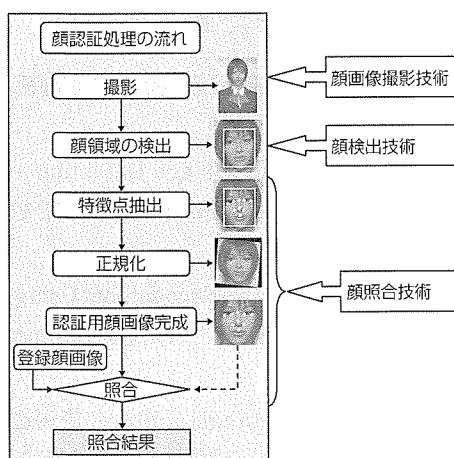 顔認証処理の流れ
撮影
顔画像撮影技術
顔領域の検出
顔検出技術
特徴点抽出
正規化
顔照合技術
認証用顔画像完成
登録顔画像
照合
照合結果